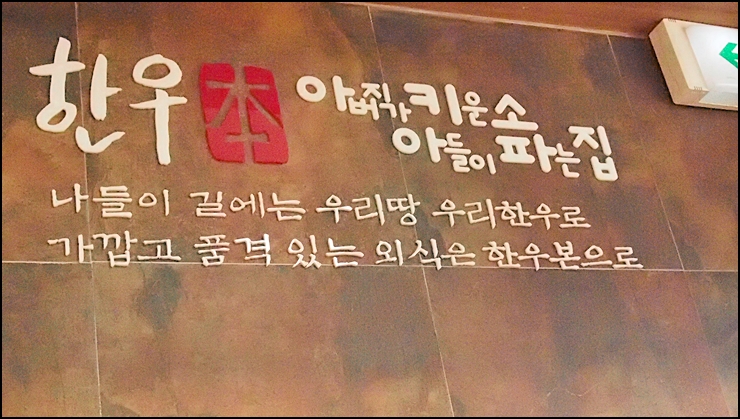 한우 本 아버지가 키운 소
아들이 파는 집
나들이 길에는 우리땅 우리한우로
가깝고 품격 있는 외식은 한우본으로